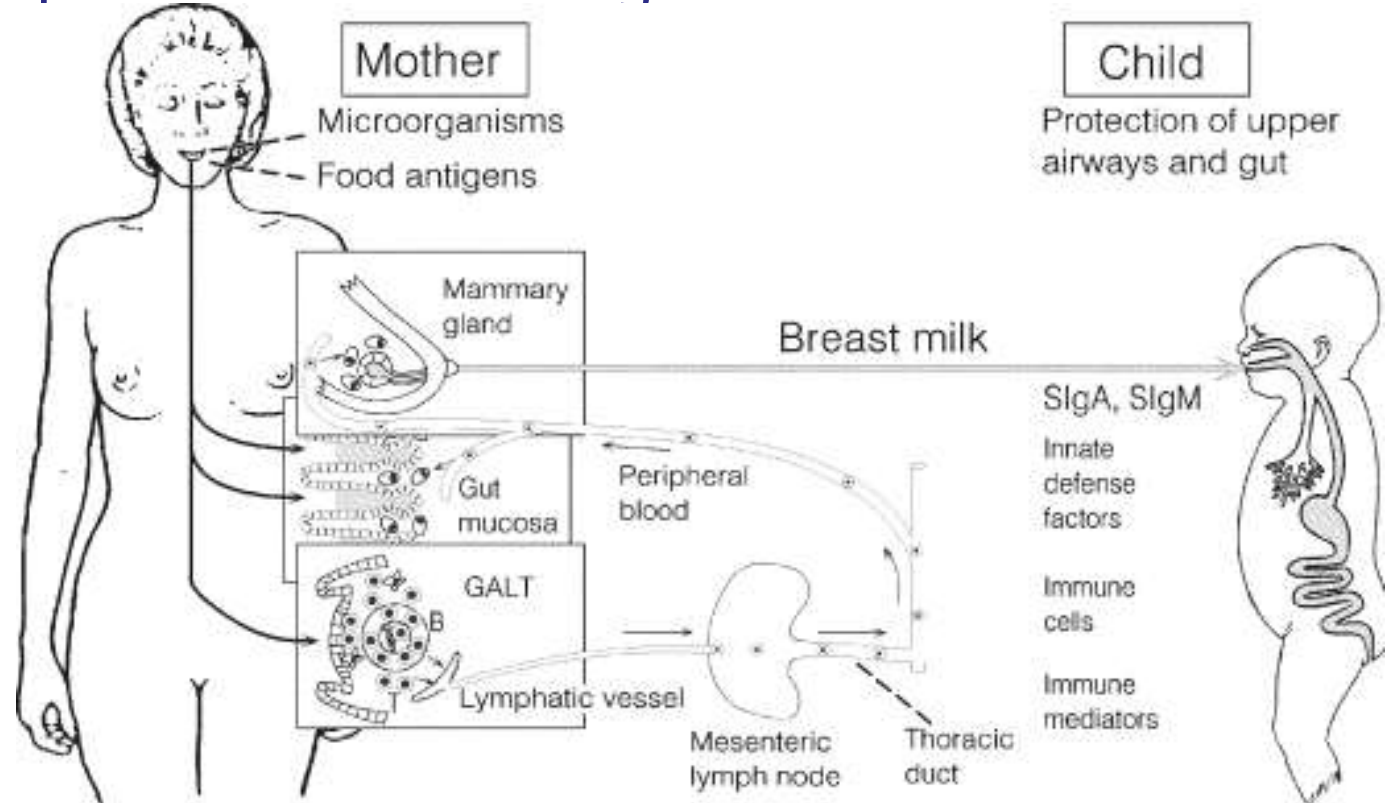 Mother
Microorganisms
Food antigens
Child
Protection of upper
airways and gut
Mammary
gland
Breast milk
SIgA, SIgM
Innate
defense
factors
Immune
cells
Immune
mediators
Gut
mucosa
Peripheral
blood
GALT
B
T
Lymphatic vessel
Mesenteric
lymph node
Thoracic
duct